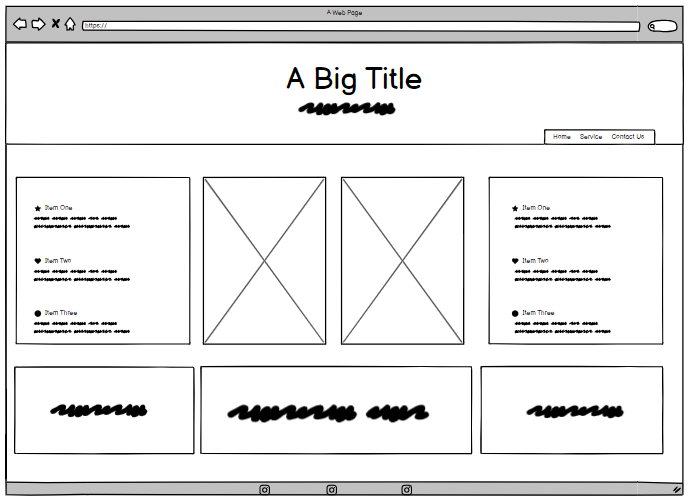 A Web Page
https://
A Big Title
Home Service Contact Us
Item One
Item Two
Item Three
Item One
Item Two
Item Three